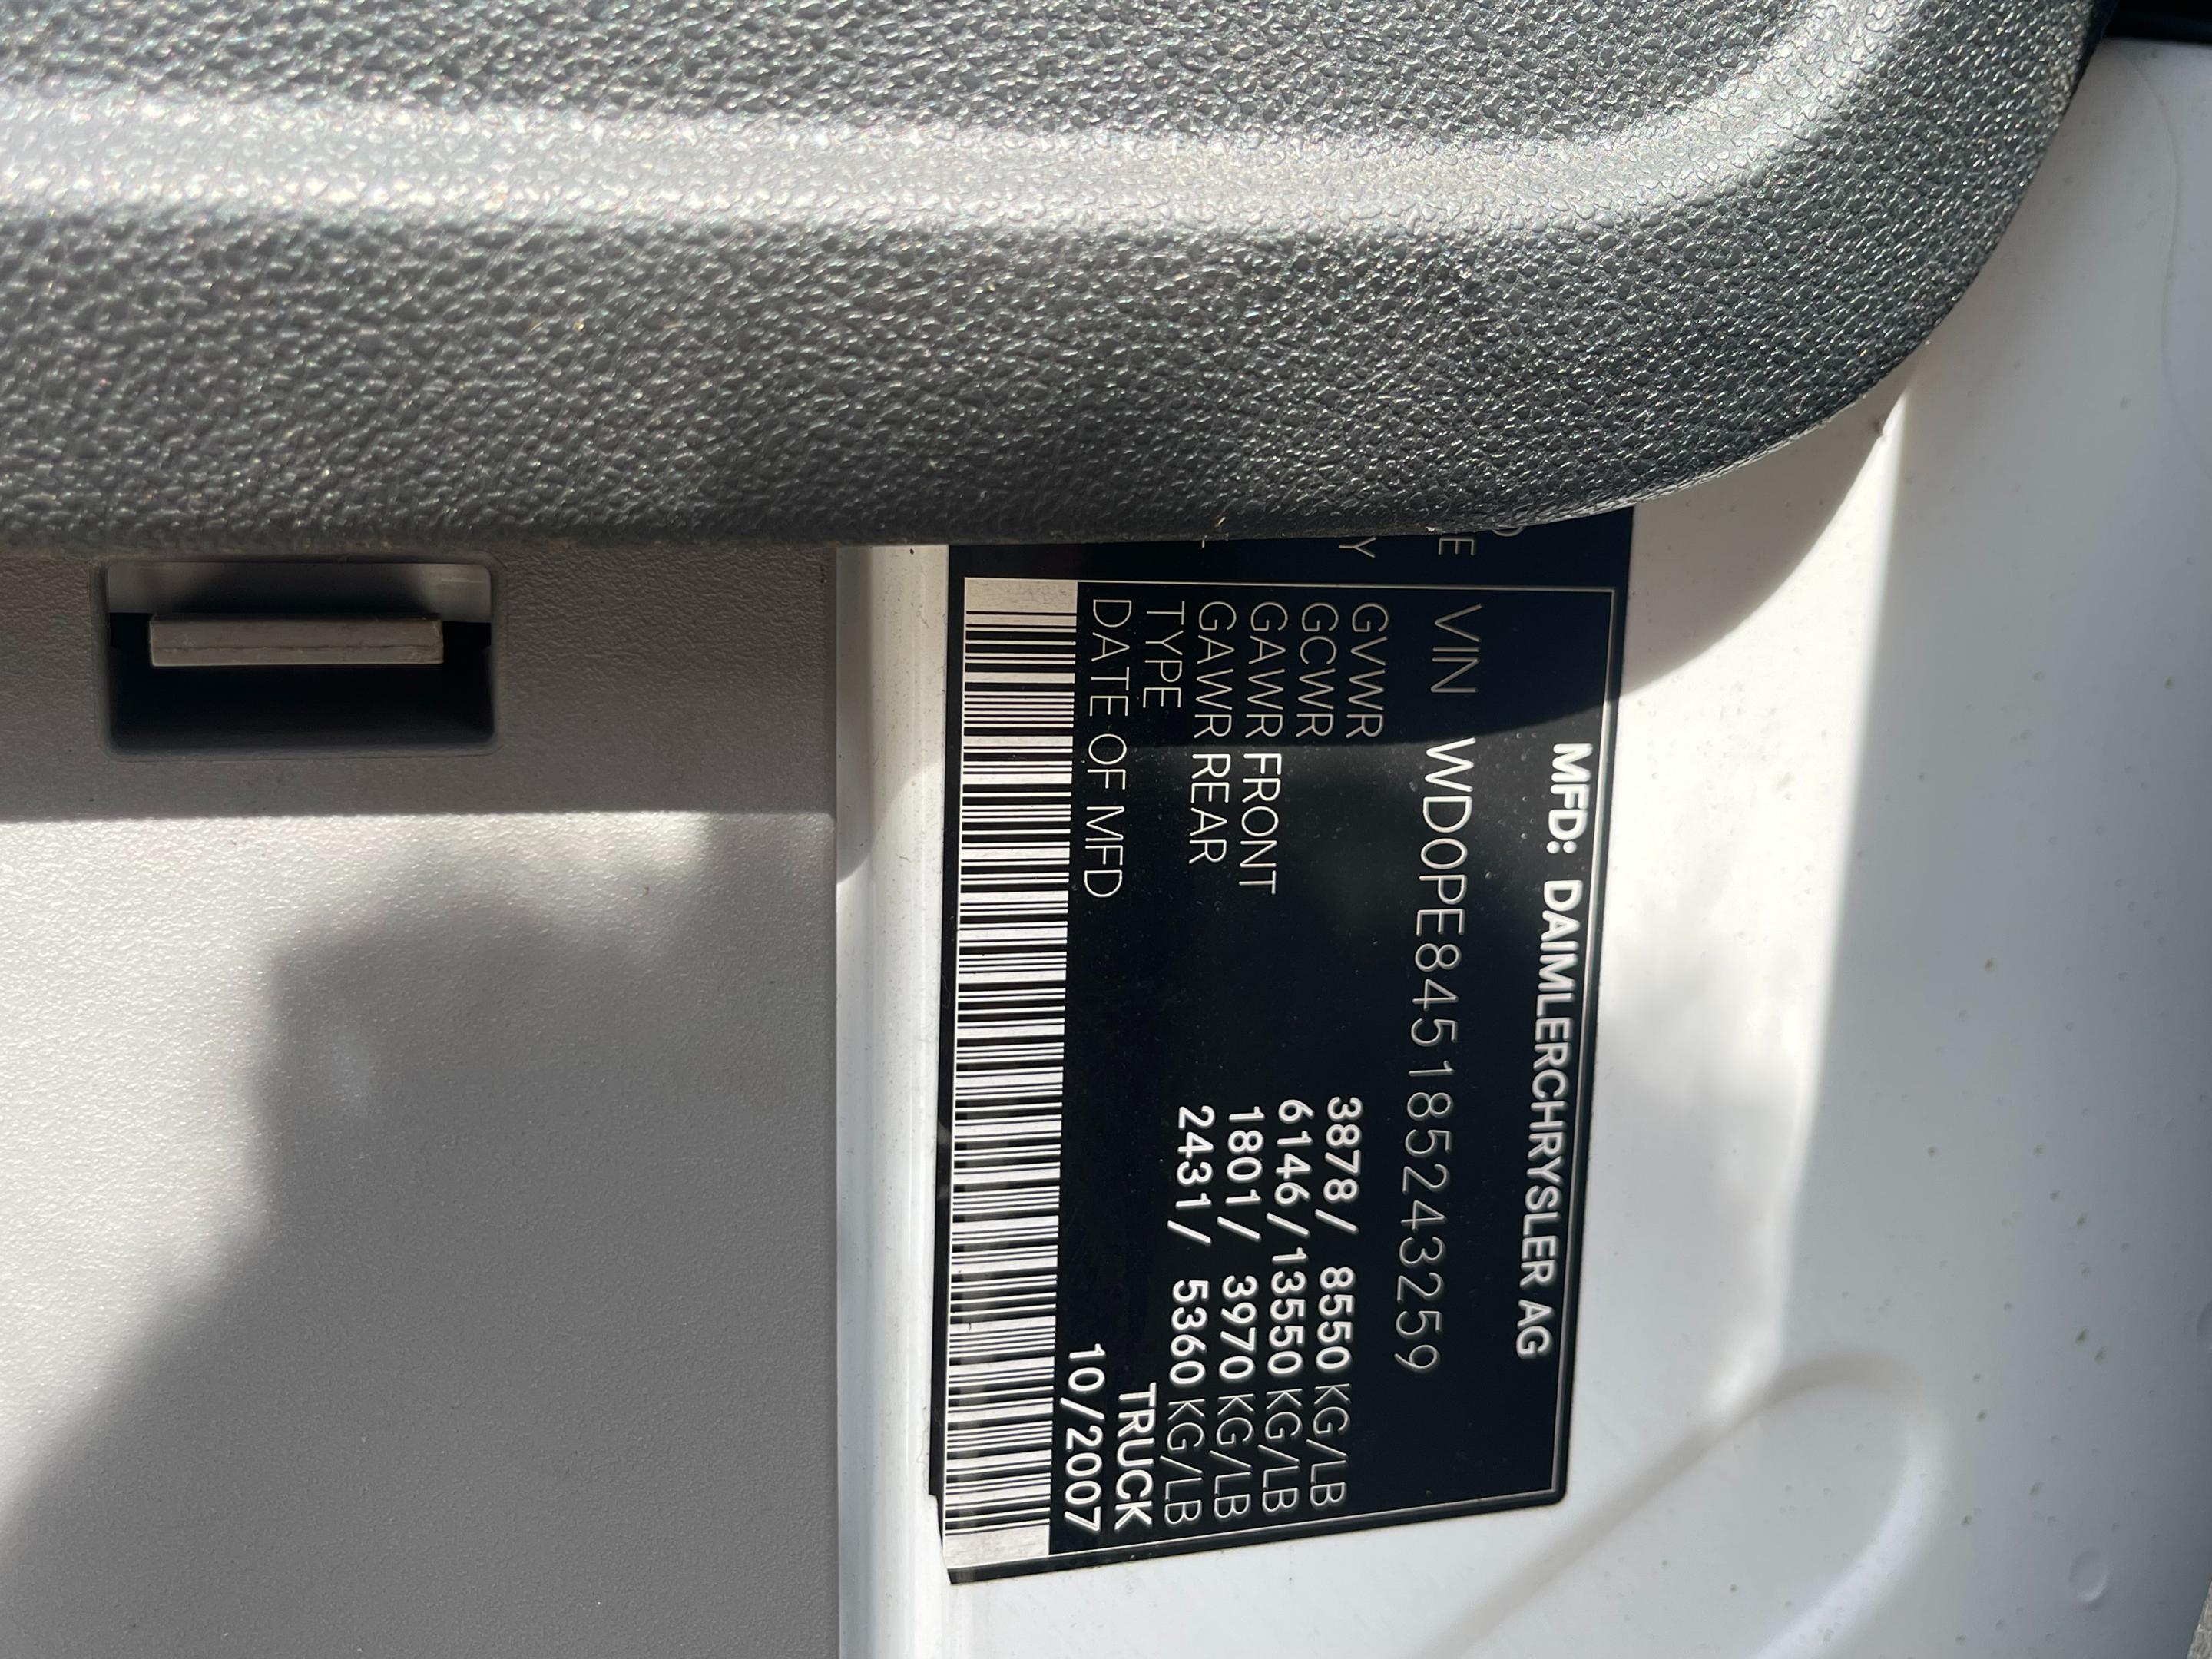 MFD: DAIMLERCHRYSLER AG
VIN WD0PE845185243259
GVWR 3878/ 8550 KG/LB
GCWR 6146/13550 KG/LB
GAWR FRONT 1801/ 3970 KG/LB
GAWR REAR 2431/ 5360 KG/LB
TYPE TRUCK
DATE OF MFD 10/2007